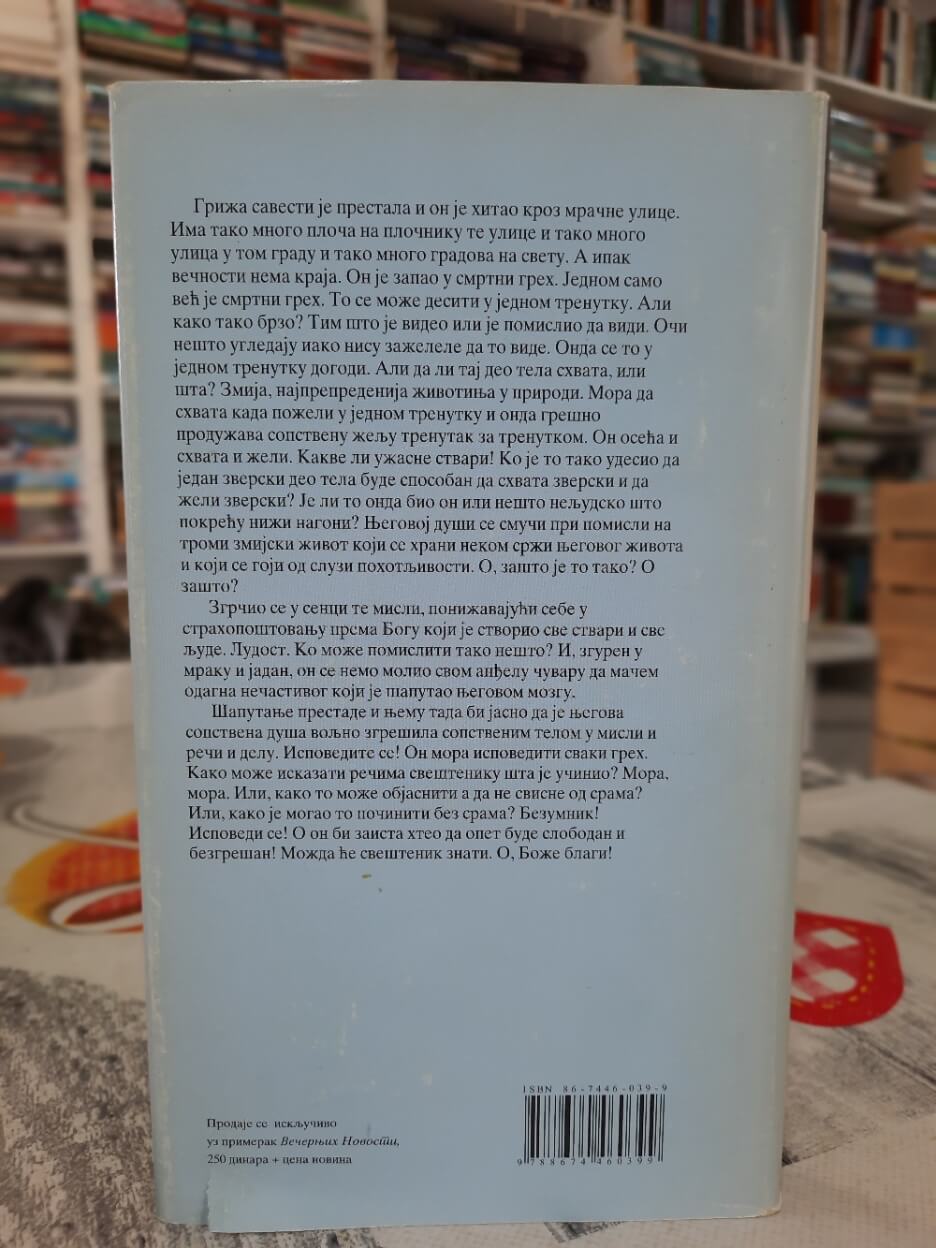 Грижа савести је престала и он је хитао кроз мрачне улице.
Има тако много плоча на плочнику те улице и тако много
улица у том граду и тако много градова на свету. А ипак
вечности нема краја. Он је запао у смртни грех. Једном само
већ је смртни грех. То се може десити у једном тренутку. Али
како тако брзо? Тим што је видео или је помислио да види. Очи
нешто угледају иако нису зажелеле да то виде. Онда се то у
једном тренутку догоди. Али да ли тај део тела схвата, или
шта? Змија, најпрепреденија животиња у природи. Мора да
схвата када пожели у једном тренутку и онда грешно
продужава сопствену жељу тренутак за тренутком. Он осећа и
схвата и жели. Какве ли ужасне ствари! Ко је то тако удесио да
један зверски део тела буде способан да схвата зверски и да
жели зверски? Је ли то онда био он или нешто нељудско што
покрећу нижи нагони? Његовој души се смучи при помисли на
троми змијски живот који се храни неком сржи његовог живота
и који се гоји од слузи похотљивости. О, зашто је то тако? О
зашто?
Згрчио се у сенци те мисли, понижавајући себе у
страхопоштовању према Богу који је створио све ствари и све
људе. Лудост. Ко може помислити тако нешто? И, згурен у
мраку и јадан, он се немо молио свом анђелу чувару да мачем
одагна нечастивог који је шапутао његовом мозгу.
Шапутање престаде и њему тада би јасно да је његова
сопствена душа вољно згрешила сопственим телом у мисли и
речи и делу. Исповедите се! Он мора исповедити сваки грех.
Како може исказати речима свештенику шта је учинио? Мора,
мора. Или, како то може објаснити а да не свисне од срама?
Или, како је могао то починити без срама? Безумник!
Исповеди се! О он би заиста хтео да опет буде слободан и
безгрешан! Можда ће свештеник знати. О, Боже благи!
ISBN 86-7446-039-9
9 788674 460399
Продаје се искључиво
уз примерак Вечерњих Новости,
250 динара + цена новина